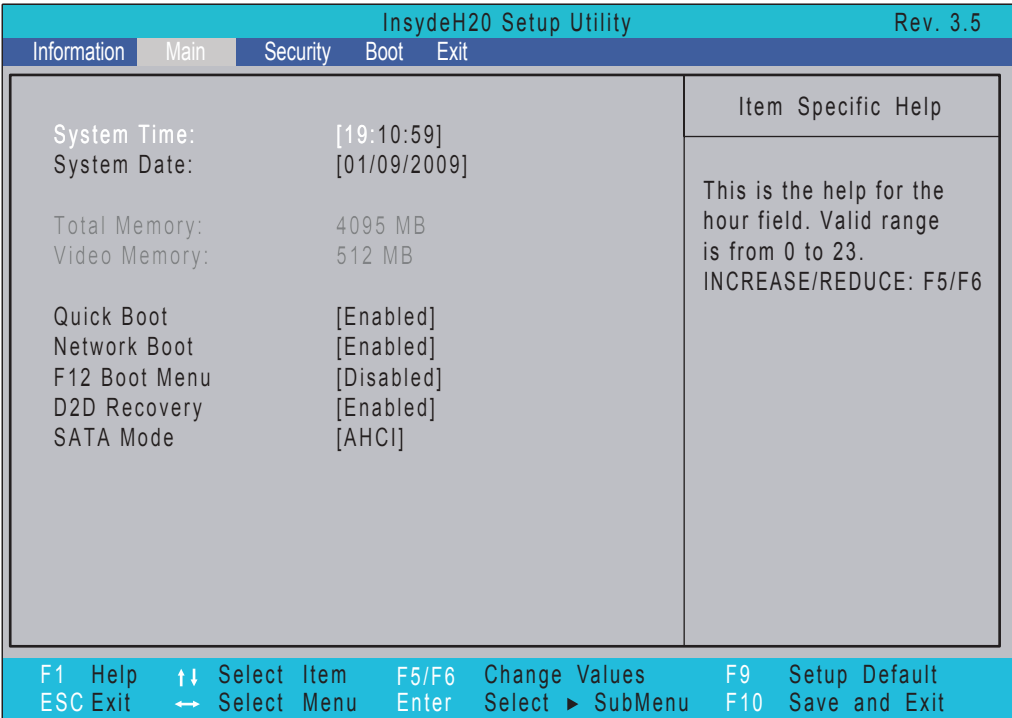 InsydeH20 Setup Utility Rev. 3.5
Information Main Security Boot Exit
System Time: [19:10:59]
System Date: [01/09/2009]
Total Memory: 4095 MB
Video Memory: 512 MB
Quick Boot [Enabled]
Network Boot [Enabled]
F12 Boot Menu [Disabled]
D2D Recovery [Enabled]
SATA Mode [AHCI]
Item Specific Help
This is the help for the
hour field. Valid range
is from 0 to 23.
INCREASE/REDUCE: F5/F6
F1 Help ↑↓ Select Item F5/F6 Change Values F9 Setup Default
ESC Exit ↔ Select Menu Enter Select ► SubMenu F10 Save and Exit